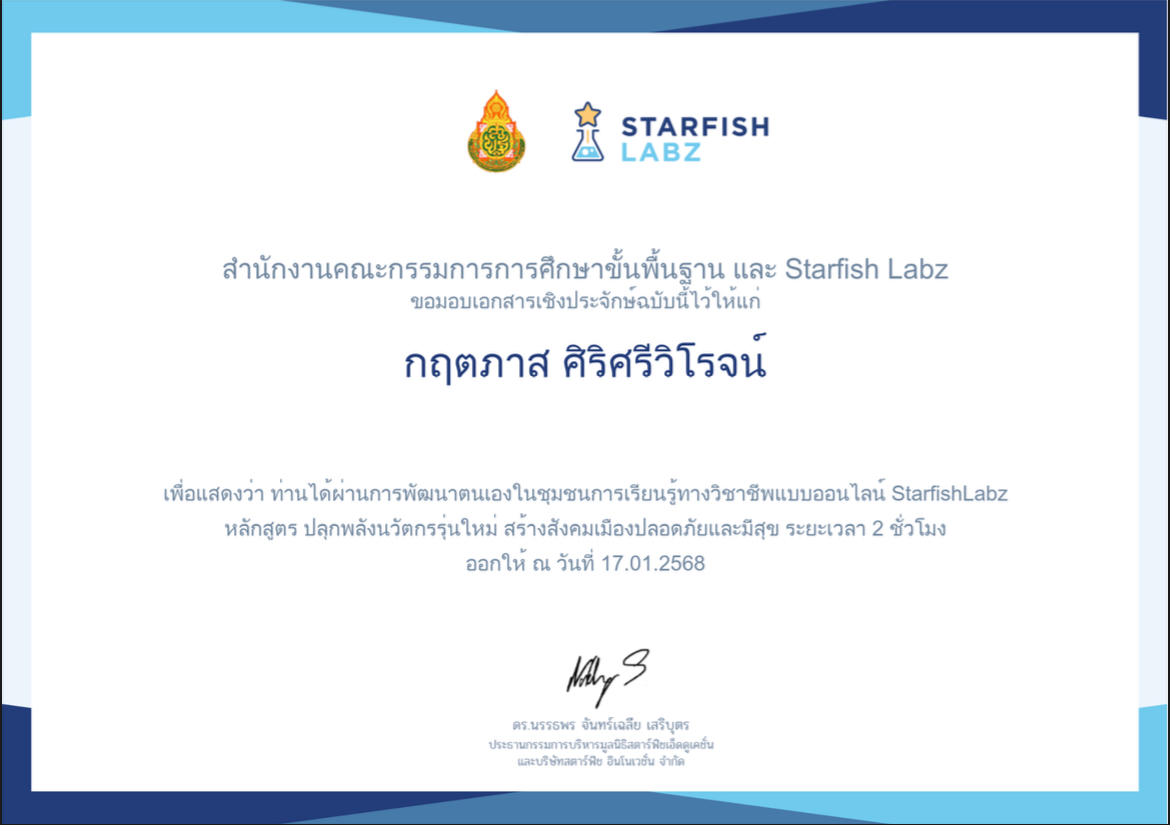 STARFISH
LABZ
สำนักงานคณะกรรมการการศึกษาขั้นพื้นฐาน และ Starfish Labz
ขอมอบเอกสารเชิงประจักษ์ฉบับนี้ไว้ให้แก่
กฤตภาส ศิริศรีวิโรจน์
เพื่อแสดงว่า ท่านได้ผ่านการพัฒนาตนเองในชุมชนการเรียนรู้ทางวิชาชีพแบบออนไลน์ StarfishLabz
หลักสูตร ปลุกพลังนวัตกรรุ่นใหม่ สร้างสังคมเมืองปลอดภัยและมีสุข ระยะเวลา 2 ชั่วโมง
ออกให้ ณ วันที่ 17.01.2568
ดร.นรรธพร จันทร์เฉลี่ย เสริบุตร
ประธานกรรมการบริหารมูลนิธิสตาร์ฟิชเอ็ดดูเคชั่น
และบริษัทสตาร์ฟิช อินโนเวชั่น จำกัด